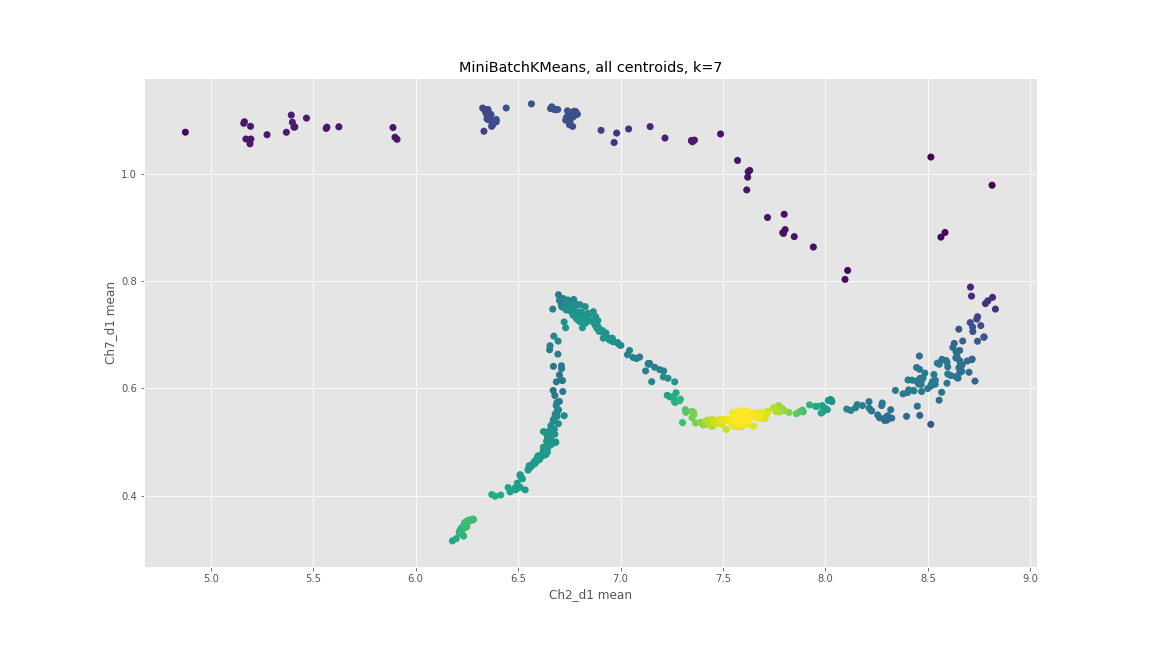 MiniBatchKMeans, all centroids, k=7
1.0
0.8
0.6
0.4
Ch7_d1 mean
5.0 5.5 6.0 6.5 7.0 7.5 8.0 8.5 9.0
Ch2_d1 mean